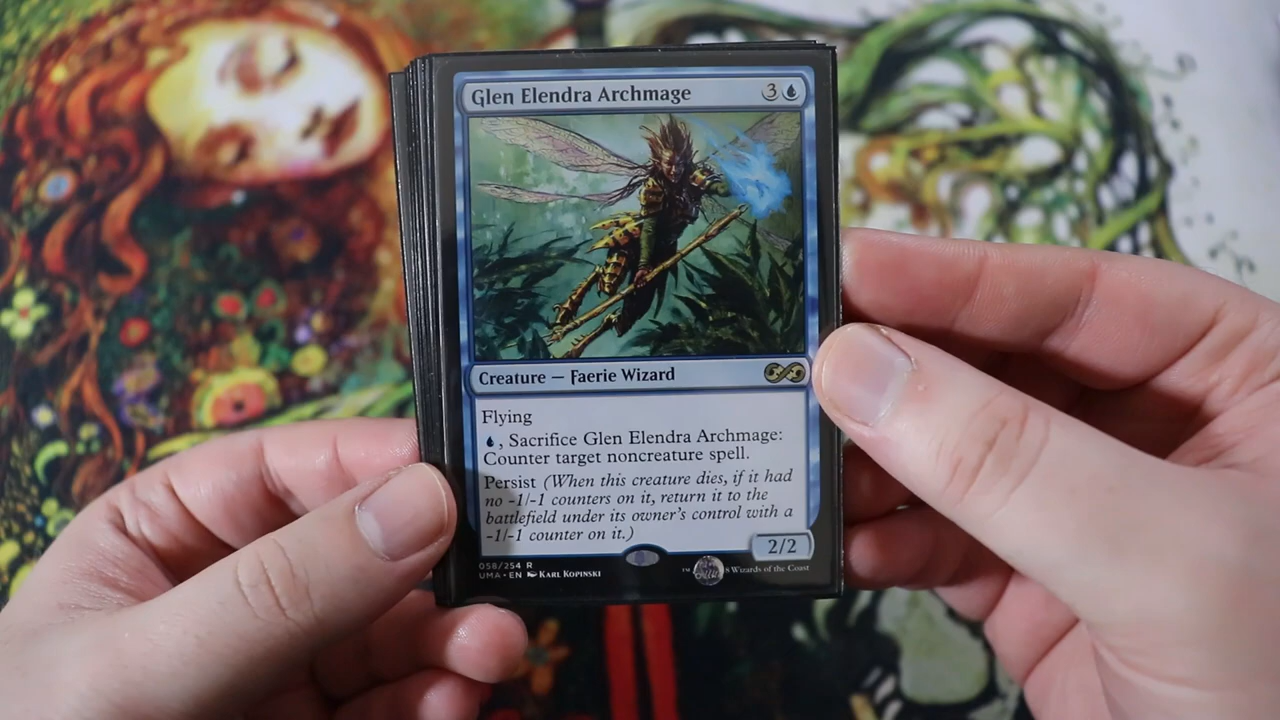 Glen Elendra Archmage 3
Creature — Faerie Wizard
Flying
, Sacrifice Glen Elendra Archmage:
Counter target noncreature spell.
Persist (When this creature dies, if it had
no -1/-1 counters on it, return it to the
battlefield under its owner's control with a
-1/-1 counter on it.)
2/2
058/254 R
UMA • EN Karl Kopinski
™ Wizards of the Coast